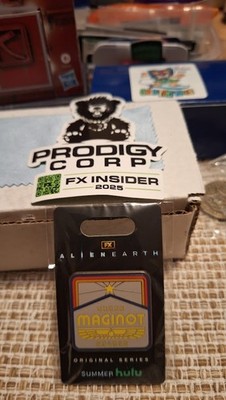 PRODIGY
CORP
FX INSIDER
2025
FX
ALIEN EARTH
MAGINOT
ORIGINAL SERIES
SUMMER hulu